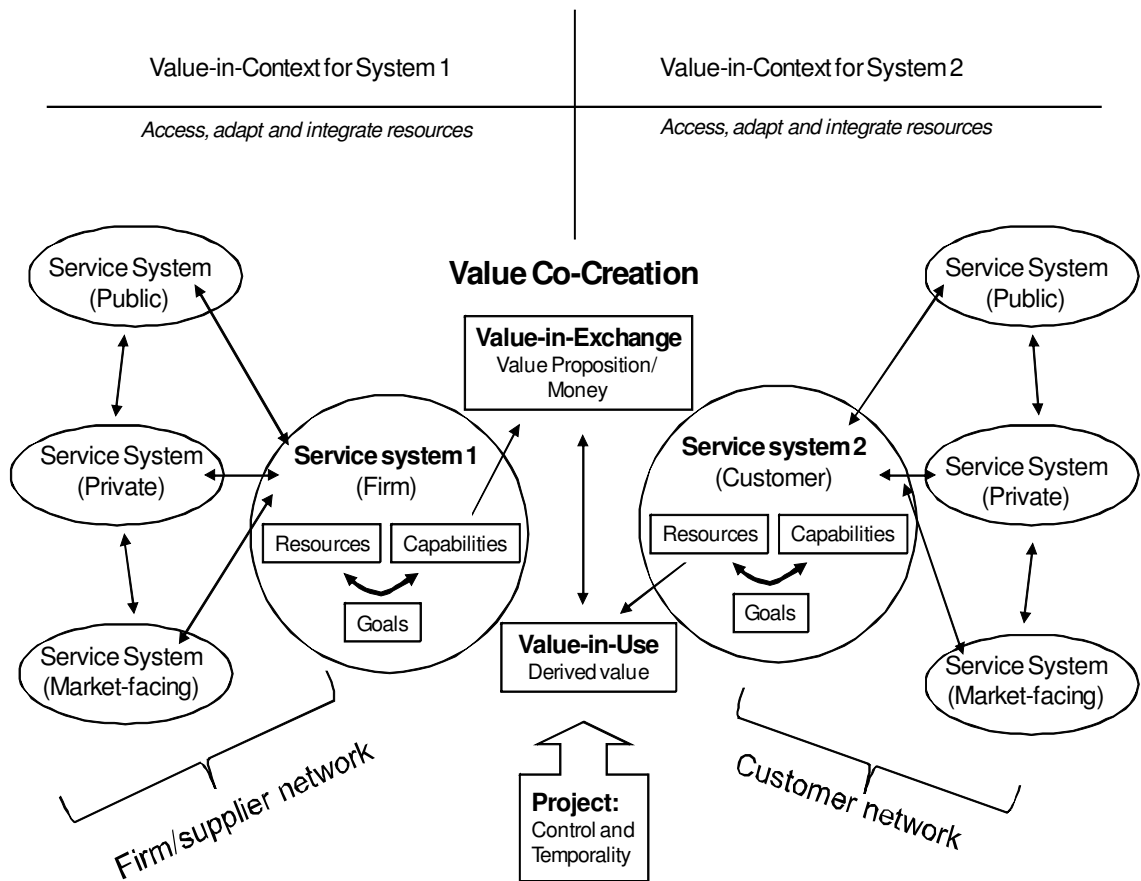 Value-in-Context for System 1
Value-in-Context for System 2
Access, adapt and integrate resources
Access, adapt and integrate resources
Value Co-Creation
Service System
(Public)
Service System
(Private)
Service System
(Market-facing)
Firm/supplier network
Service system 1
(Firm)
Resources
Capabilities
Goals
Value-in-Exchange
Value Proposition/
Money
Value-in-Use
Derived value
Project:
Control and
Temporality
Service system 2
(Customer)
Resources
Capabilities
Goals
Service System
(Public)
Service System
(Private)
Service System
(Market-facing)
Customer network